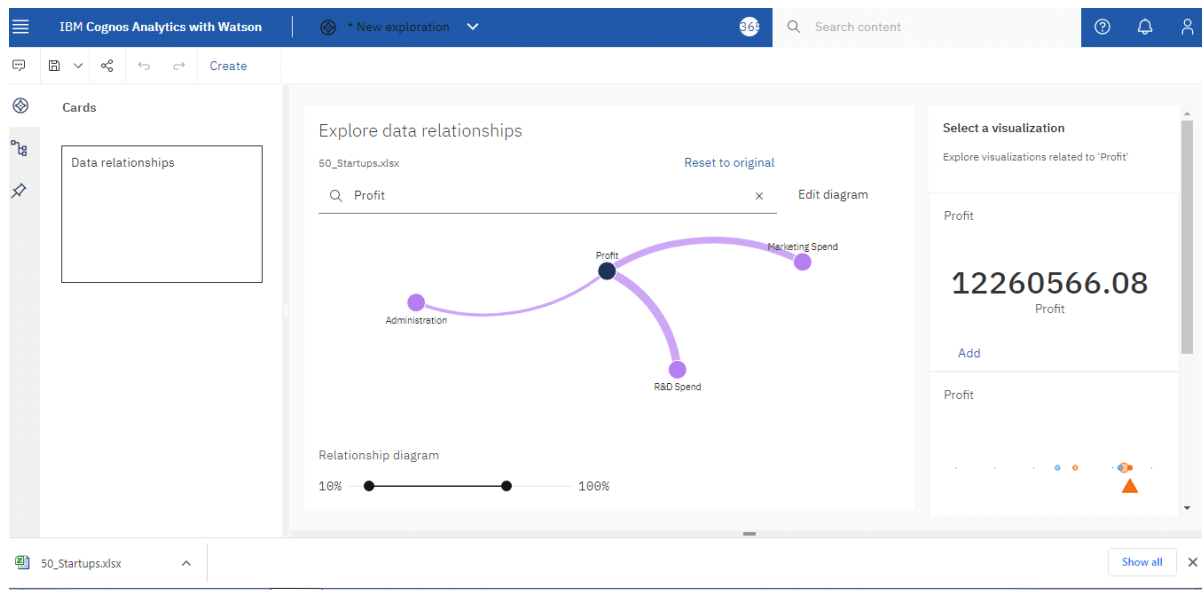 IBM Cognos Analytics with Watson
* New exploration
365
Search content
Create
Cards
Data relationships
Explore data relationships
50_Startups.xlsx
Reset to original
Profit
Edit diagram
Profit
Marketing Spend
Administration
R&D Spend
Relationship diagram
10%
100%
Select a visualization
Explore visualizations related to 'Profit'
Profit
12260566.08
Profit
Add
Profit
50_Startups.xlsx
Show all